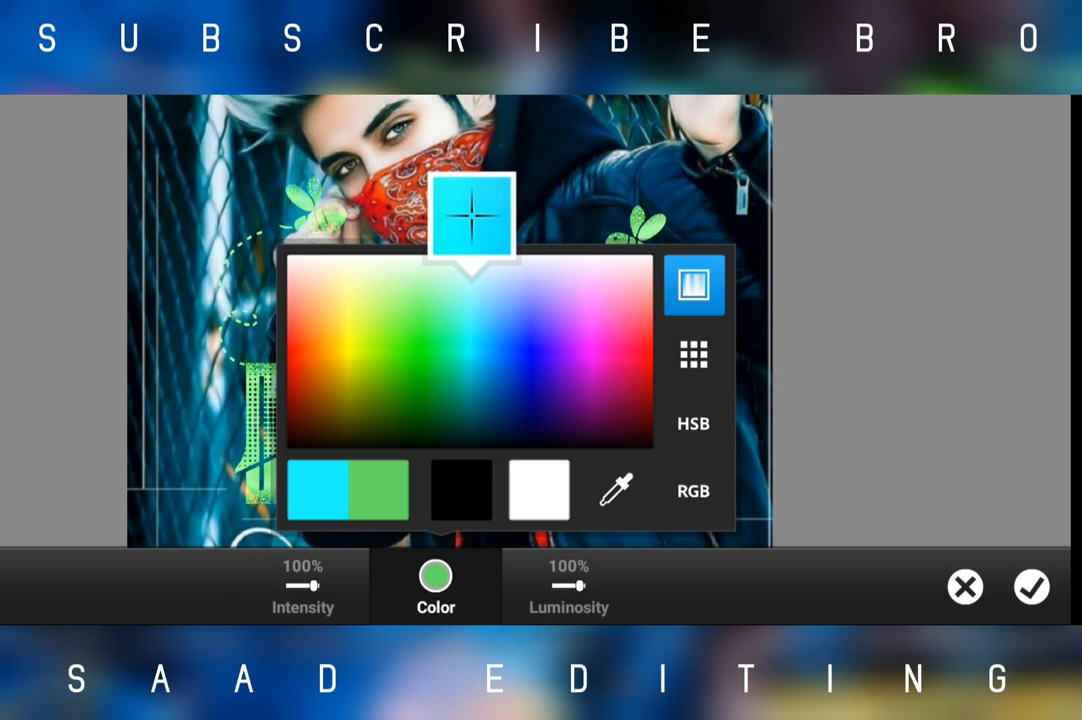 SUBSCRIBE BRO
HSB
RGB
100% 100%
Intensity Color Luminosity
SAAD EDITING